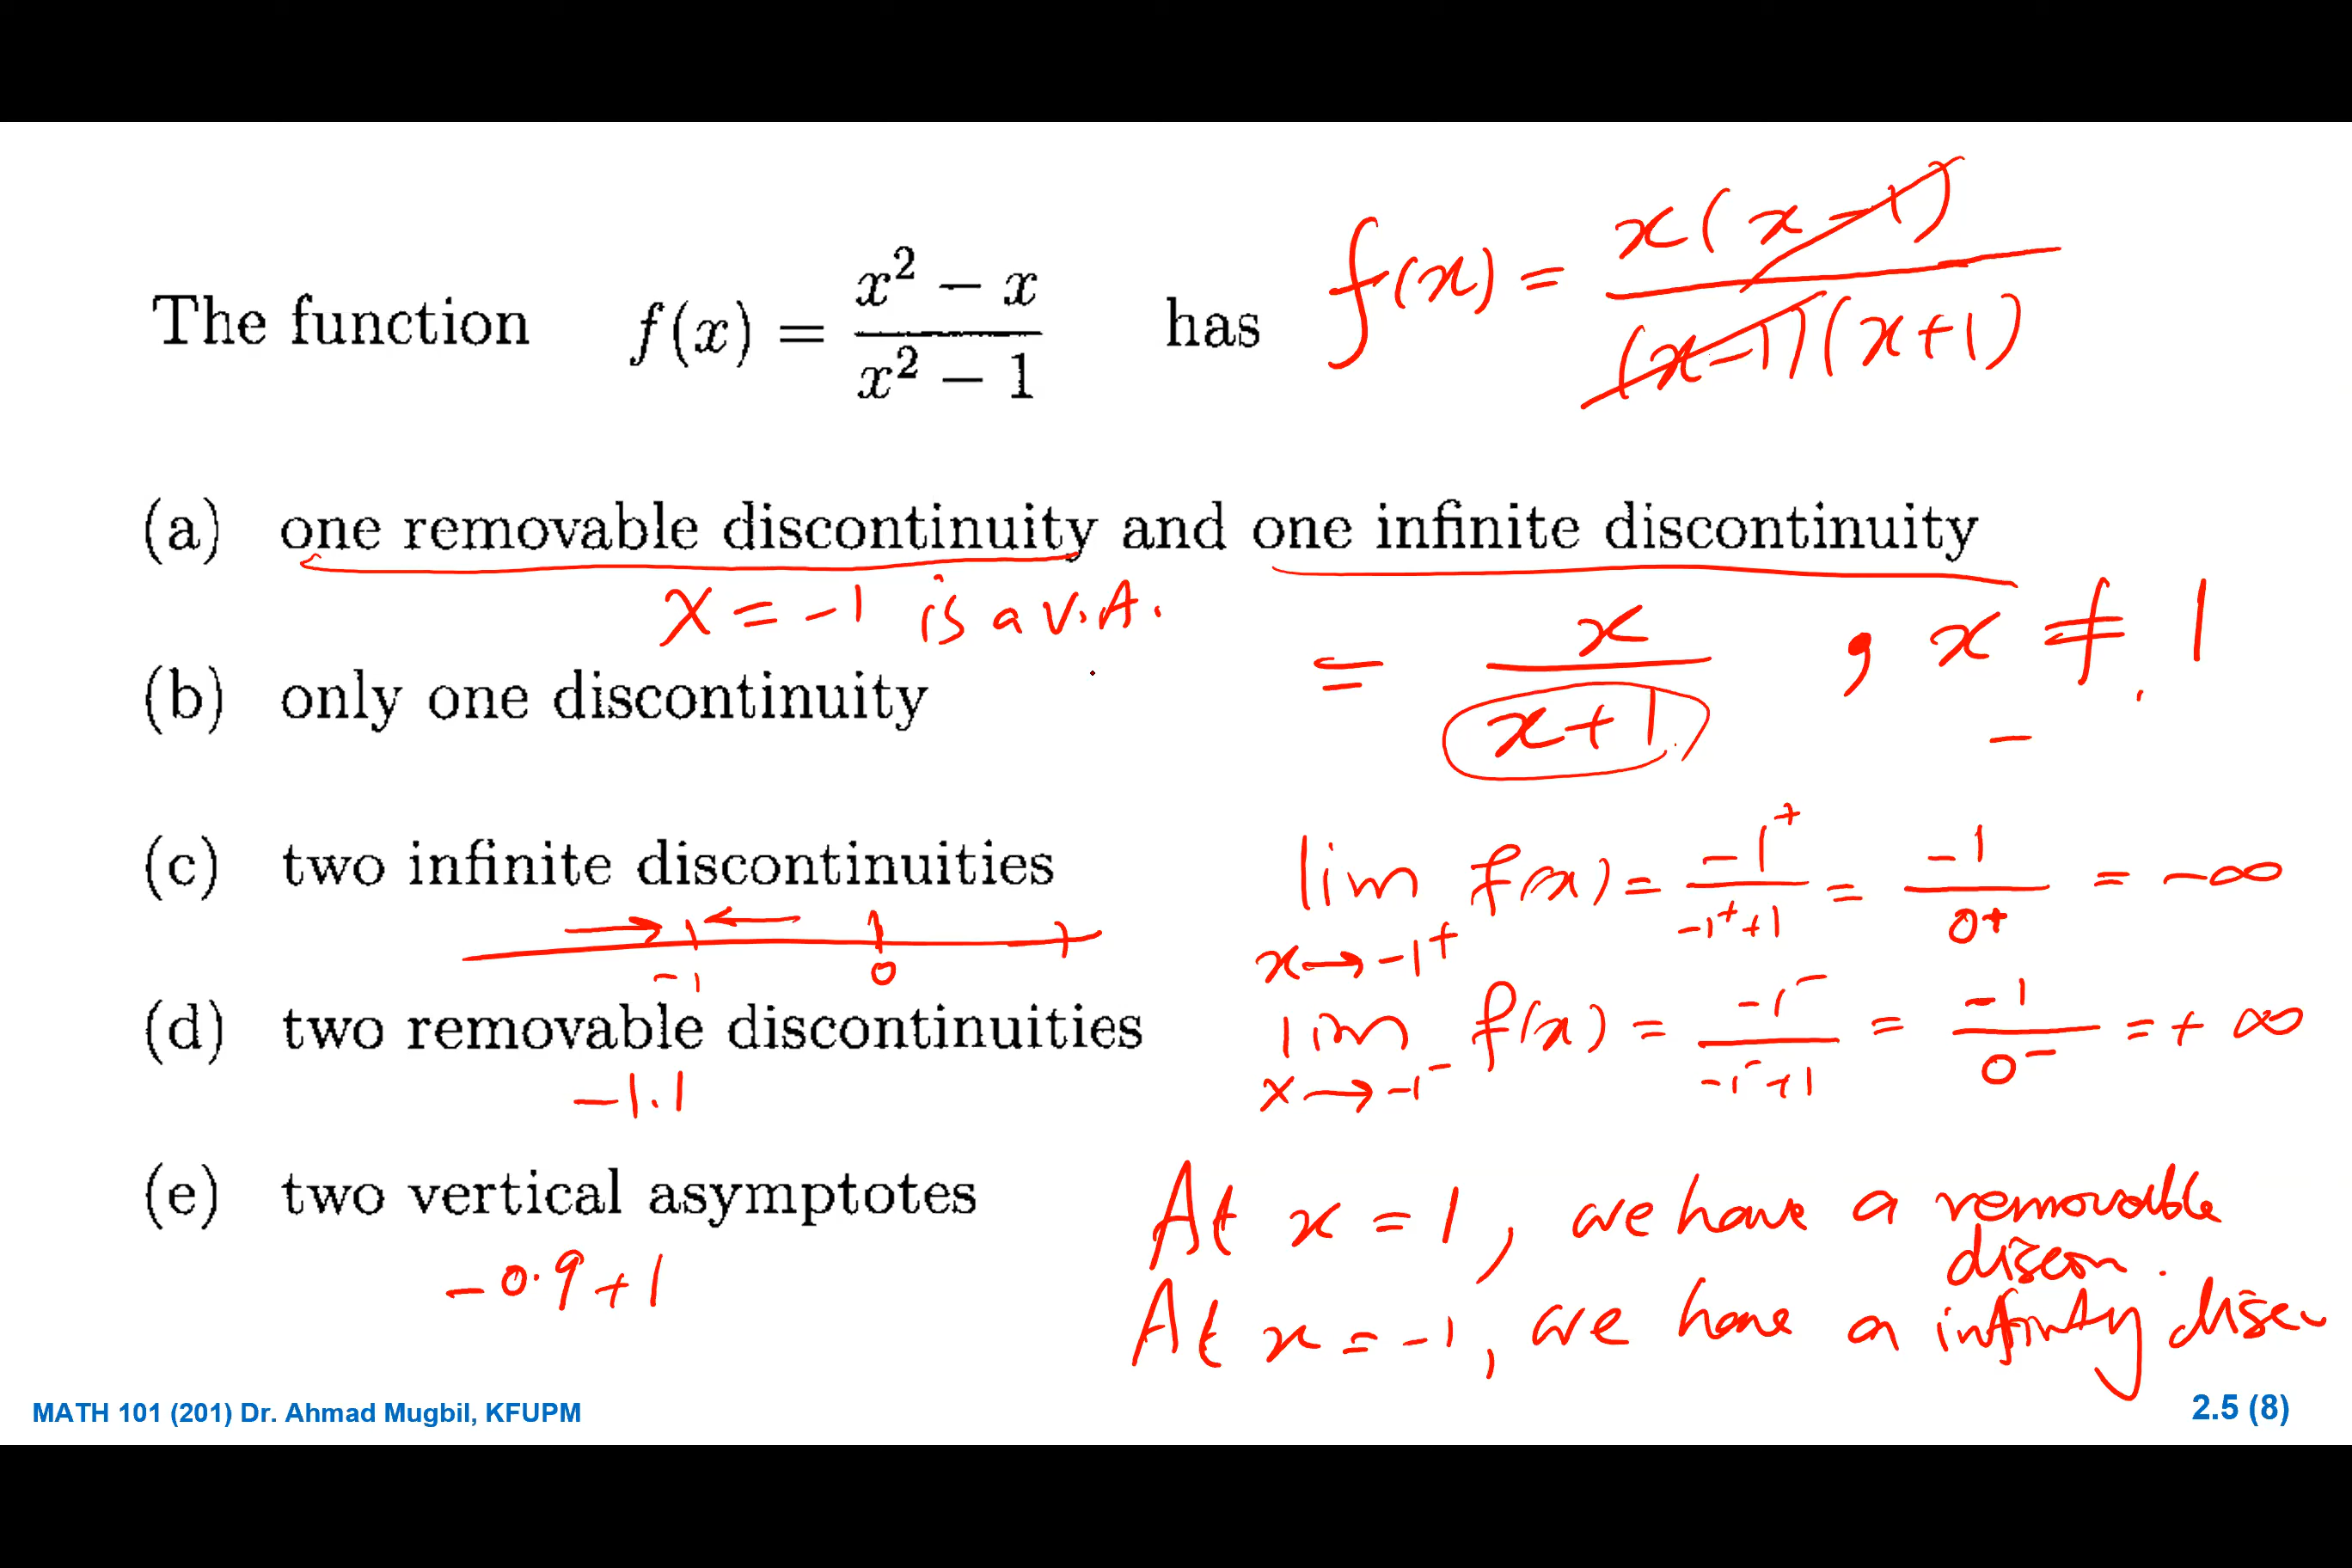 The function f(x) = (x² − x)/(x² − 1) has
f(x) = x(x−1)/((x−1)(x+1))
(a) one removable discontinuity and one infinite discontinuity
x = -1 is a V.A.
= x/(x+1) , x ≠ 1
(b) only one discontinuity
(c) two infinite discontinuities
lim x→-1⁺ f(x) = -1⁺/(-1⁺+1) = -1/0⁺ = -∞
-1 0
(d) two removable discontinuities
lim x→-1⁻ f(x) = -1⁻/(-1⁻+1) = -1/0⁻ = +∞
-1.1
(e) two vertical asymptotes
At x = 1, we have a removable
discon.
-0.9+1
At x = -1, we have an infinty
MATH 101 (201) Dr. Ahmad Mugbil, KFUPM
2.5 (8)